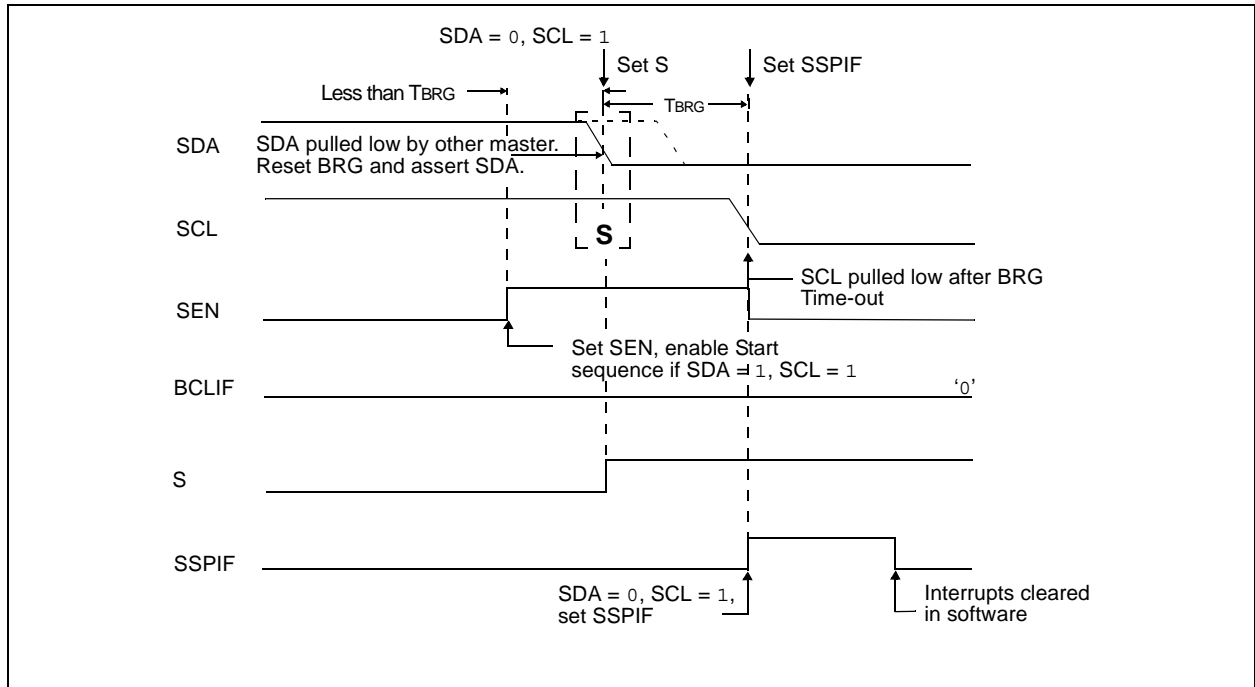 SDA = 0, SCL = 1
Set S
Set SSPIF
Less than TBRG
TBRG
SDA
SDA pulled low by other master.
Reset BRG and assert SDA.
SCL
S
SCL pulled low after BRG
Time-out
SEN
Set SEN, enable Start
sequence if SDA = 1, SCL = 1
BCLIF
‘0’
S
SSPIF
SDA = 0, SCL = 1,
set SSPIF
Interrupts cleared
in software